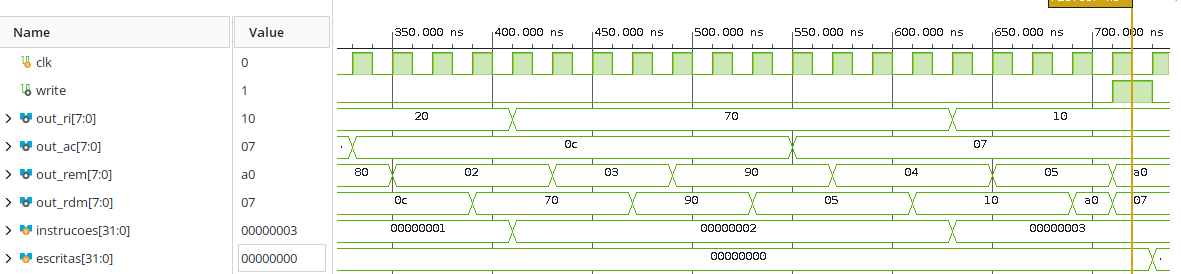 Name Value 350.000 ns 400.000 ns 450.000 ns 500.000 ns 550.000 ns 600.000 ns 650.000 ns 700.000 ns
clk 0
write 1
out_ri[7:0] 10 20 70 10
out_ac[7:0] 07 0c 07
out_rem[7:0] a0 80 02 03 90 04 05 a0
out_rdm[7:0] 07 0c 70 90 05 10 a0 07
instrucoes[31:0] 00000003 00000001 00000002 00000003
escritas[31:0] 00000000 00000000